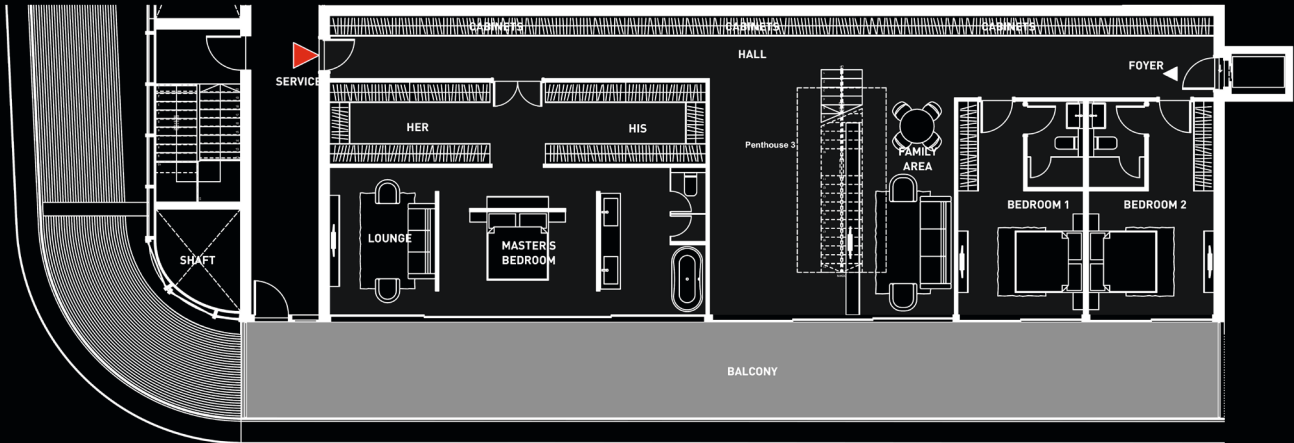 CABINETS
CABINETS
CABINETS
HALL
FOYER
SERVICE
HER
HIS
Penthouse 3
FAMILY
AREA
BEDROOM 1
BEDROOM 2
LOUNGE
MASTER'S
BEDROOM
SHAFT
BALCONY